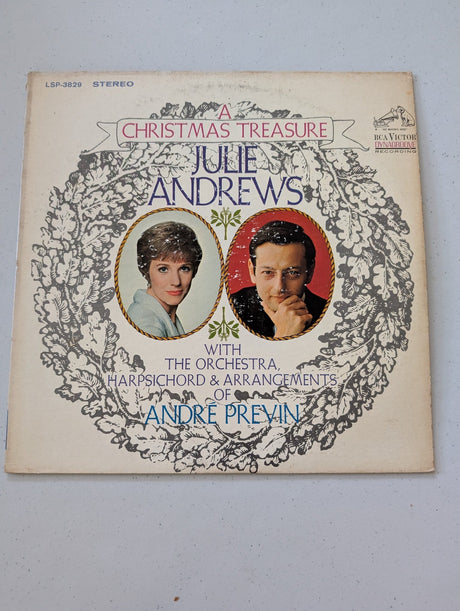 LSP-3829 STEREO
A
CHRISTMAS TREASURE
JULIE
ANDREWS
RCA VICTOR
DYNAGROOVE
RECORDING
WITH
THE ORCHESTRA,
HARPSICHORD & ARRANGEMENTS
OF
ANDRÉ PREVIN